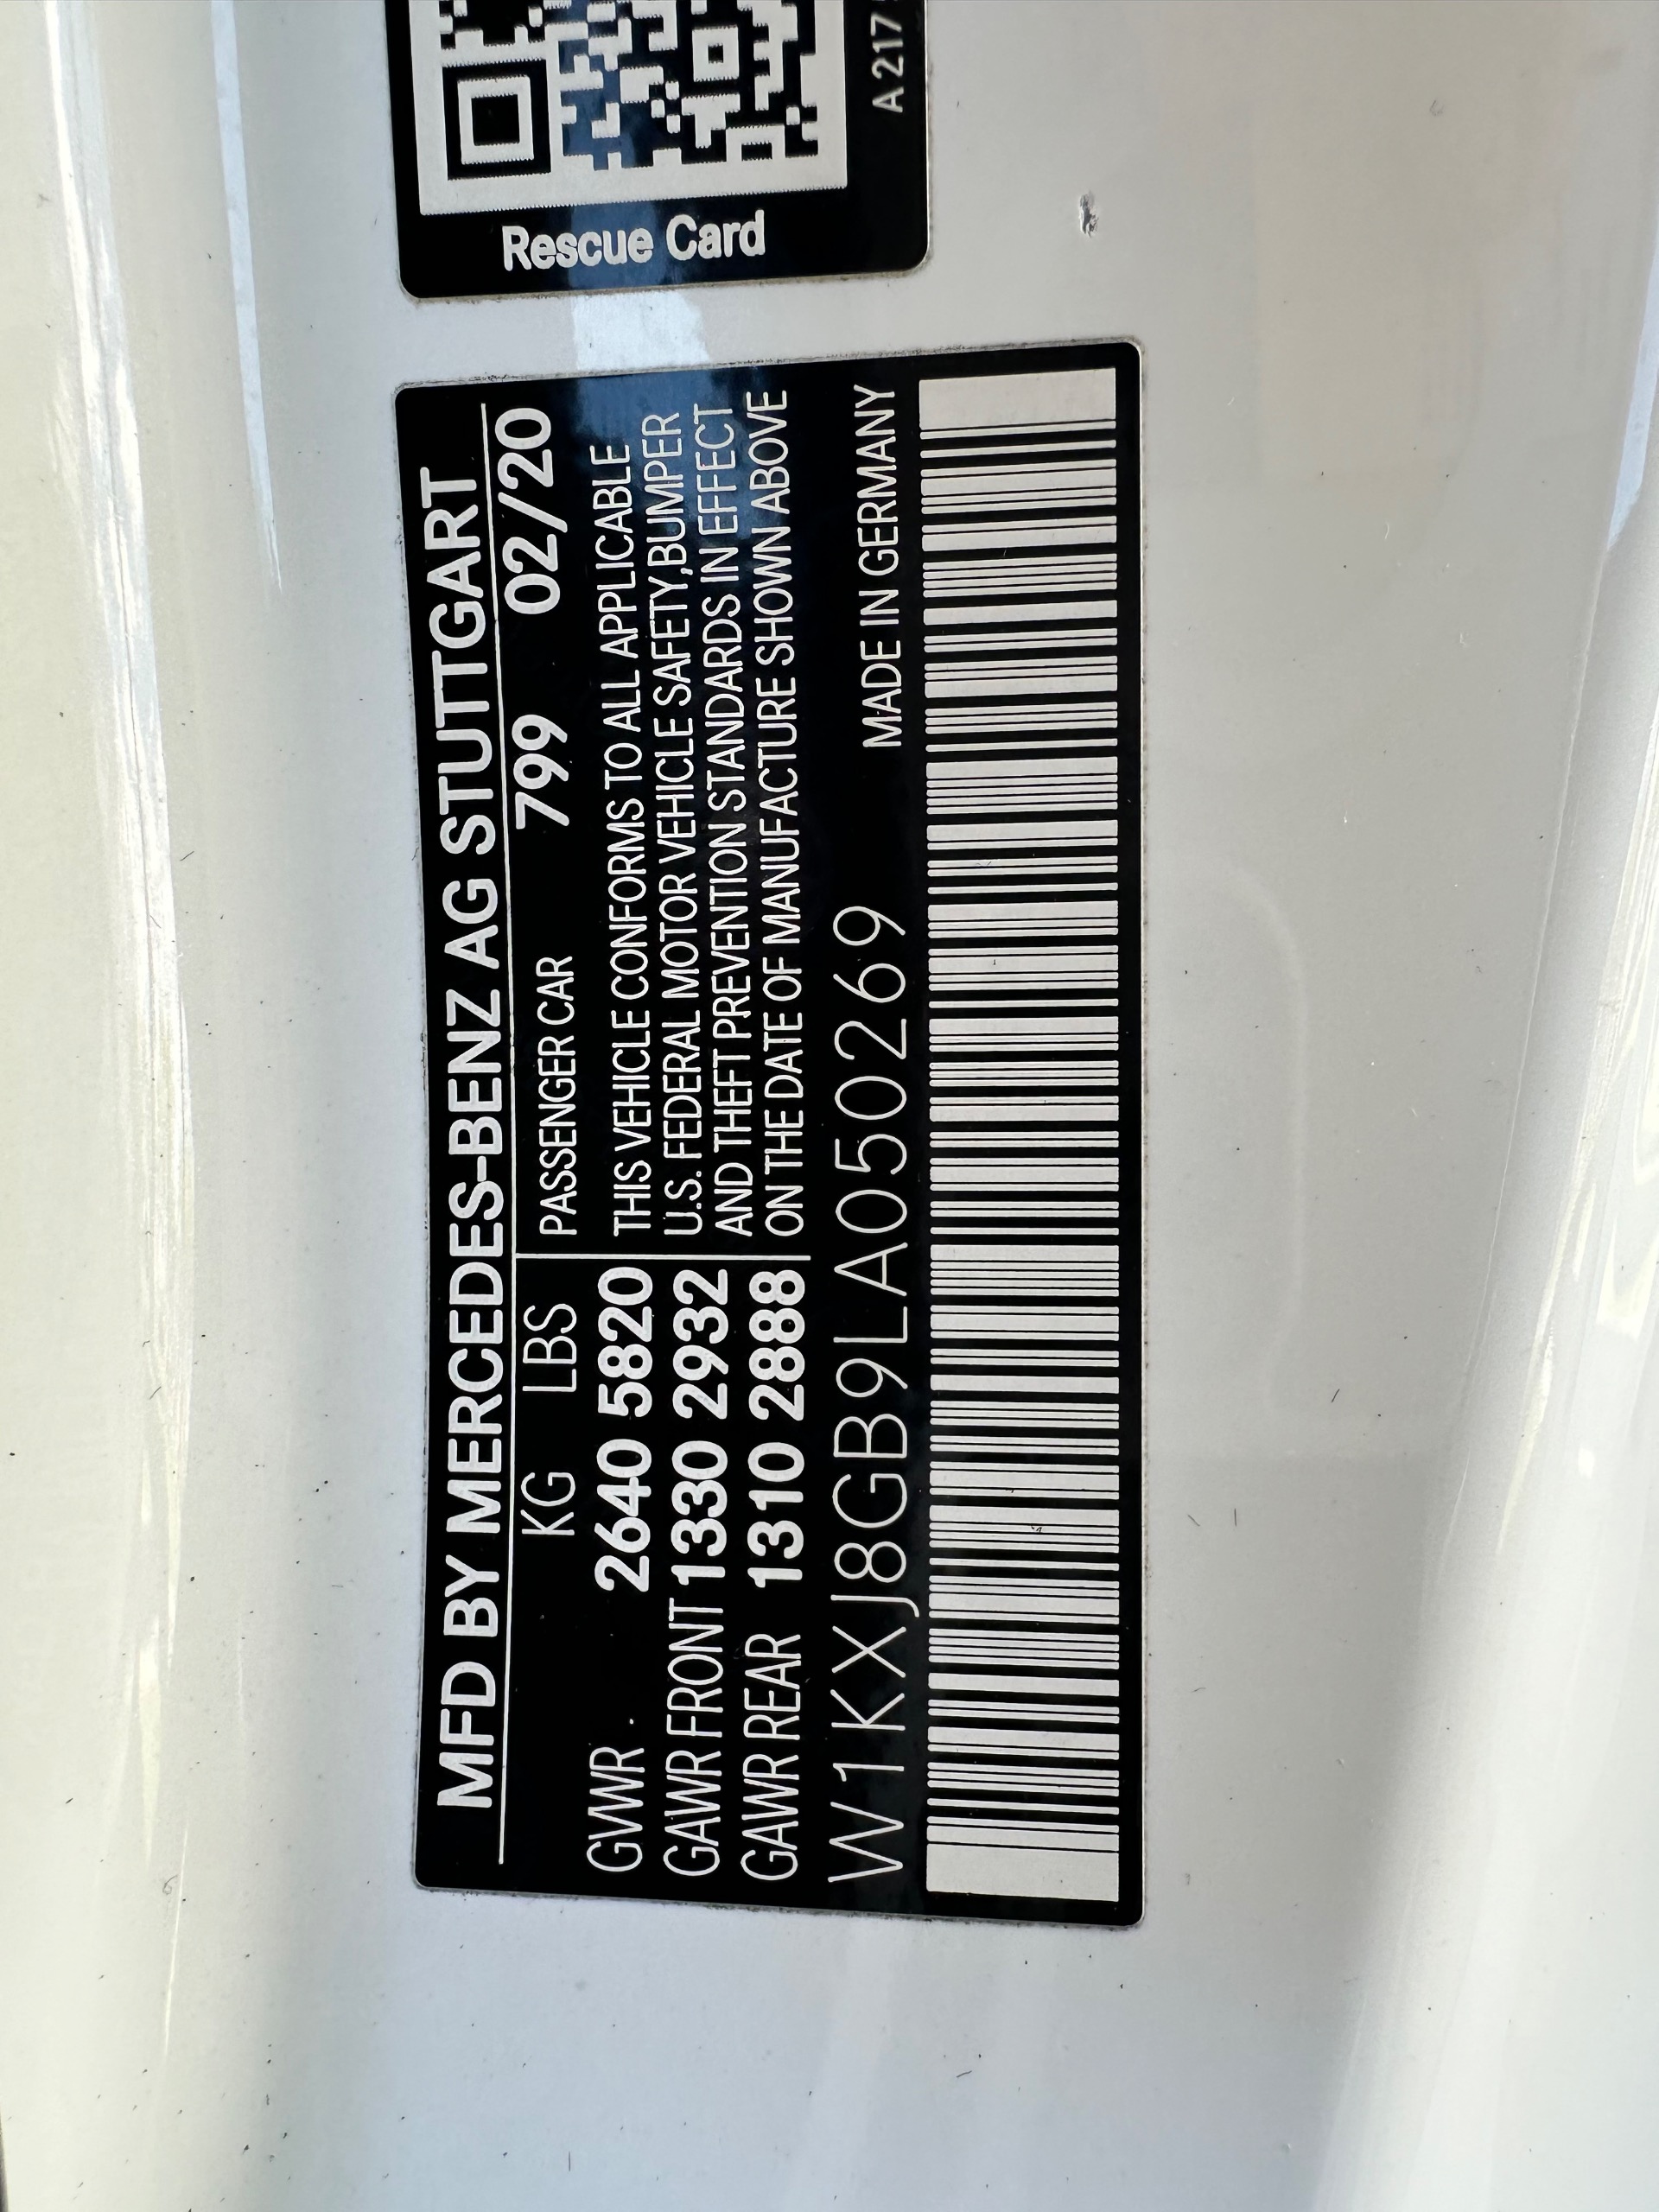 A 217
Rescue Card
MFD BY MERCEDES-BENZ AG STUTTGART
KG LBS PASSENGER CAR 799 02/20
GVWR 2640 5820 THIS VEHICLE CONFORMS TO ALL APPLICABLE
GAWR FRONT 1330 2932 U.S. FEDERAL MOTOR VEHICLE SAFETY,BUMPER
GAWR REAR 1310 2888 AND THEFT PREVENTION STANDARDS IN EFFECT
ON THE DATE OF MANUFACTURE SHOWN ABOVE
W1KXJ8GB9LA050269 MADE IN GERMANY